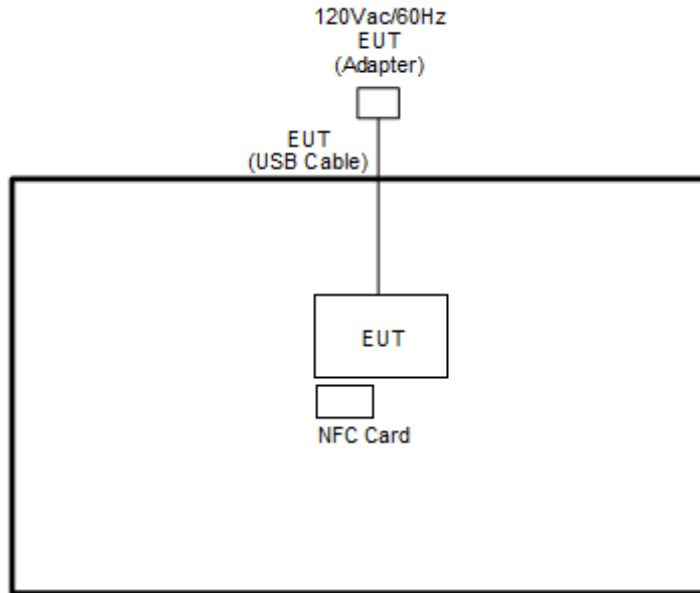 120Vac/60Hz
EUT
(Adapter)
EUT
(USB Cable)
EUT
NFC Card